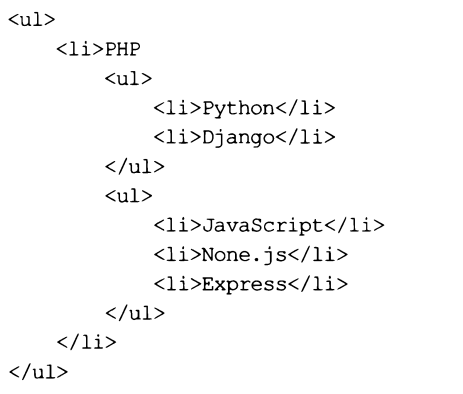 <ul>
    <li>PHP
        <ul>
            <li>Python</li>
            <li>Django</li>
        </ul>
        <ul>
            <li>JavaScript</li>
            <li>None.js</li>
            <li>Express</li>
        </ul>
    </li>
</ul>